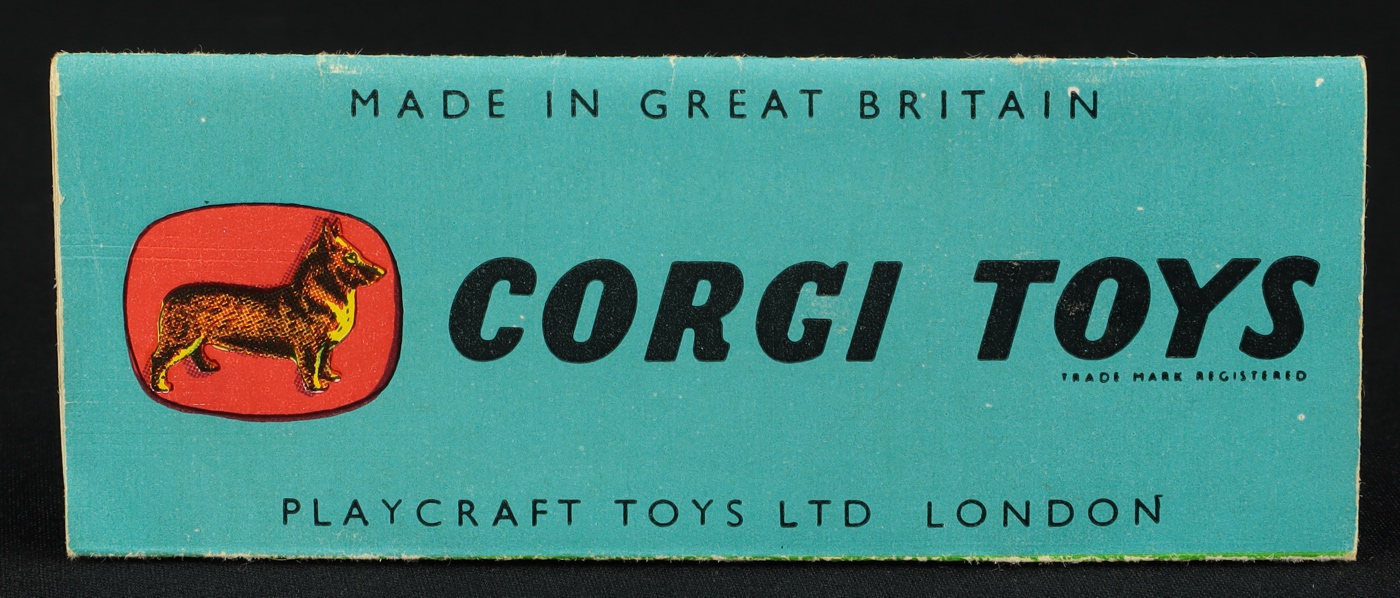 MADE IN GREAT BRITAIN
CORGI TOYS
TRADE MARK REGISTERED
PLAYCRAFT TOYS LTD LONDON